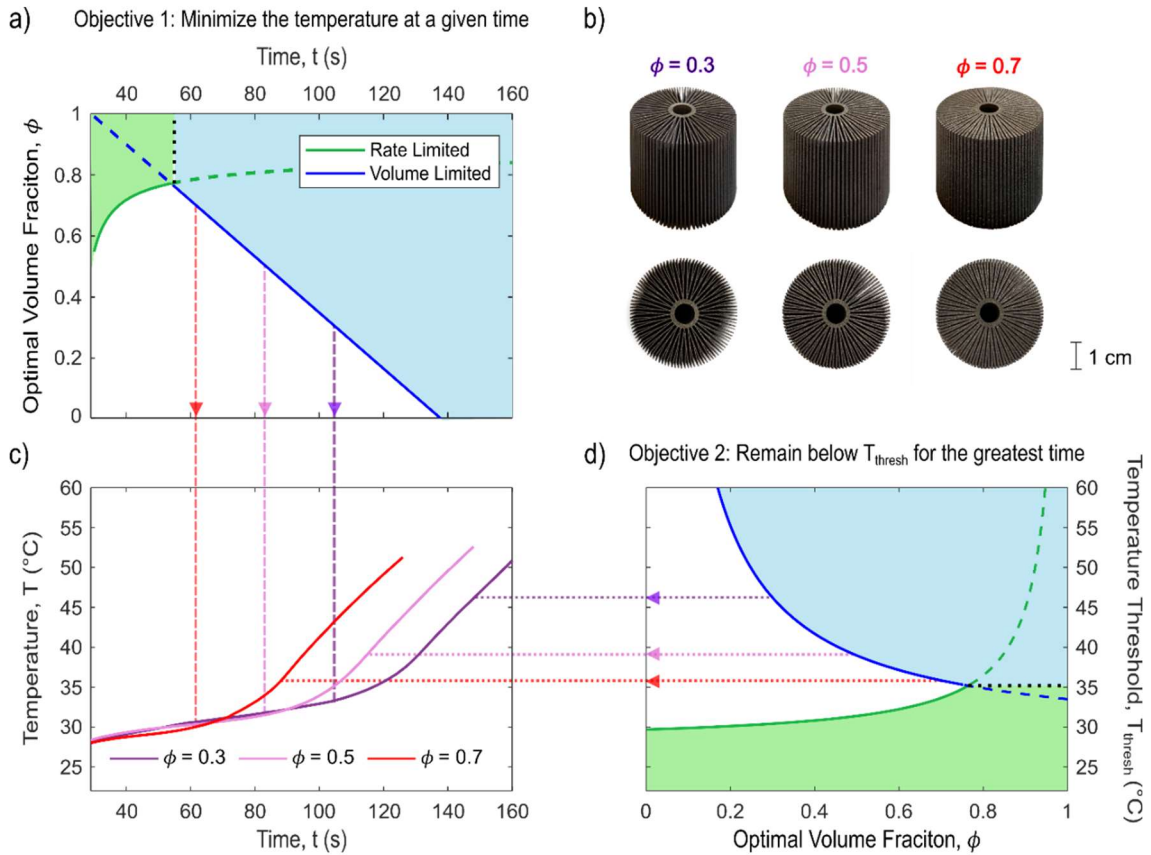 a) Objective 1: Minimize the temperature at a given time
Time, t (s)
40 60 80 100 120 140 160
Optimal Volume Fraciton, ϕ
1
0.8
0.6
0.4
0.2
0
Rate Limited
Volume Limited
b)
ϕ = 0.3 ϕ = 0.5 ϕ = 0.7
1 cm
c)
Temperature, T (°C)
60
55
50
45
40
35
30
25
ϕ = 0.3 ϕ = 0.5 ϕ = 0.7
40 60 80 100 120 140 160
Time, t (s)
d) Objective 2: Remain below Tthresh for the greatest time
60
55
50
45
40
35
30
25
Temperature Threshold, Tthresh (°C)
0 0.2 0.4 0.6 0.8 1
Optimal Volume Fraciton, ϕ